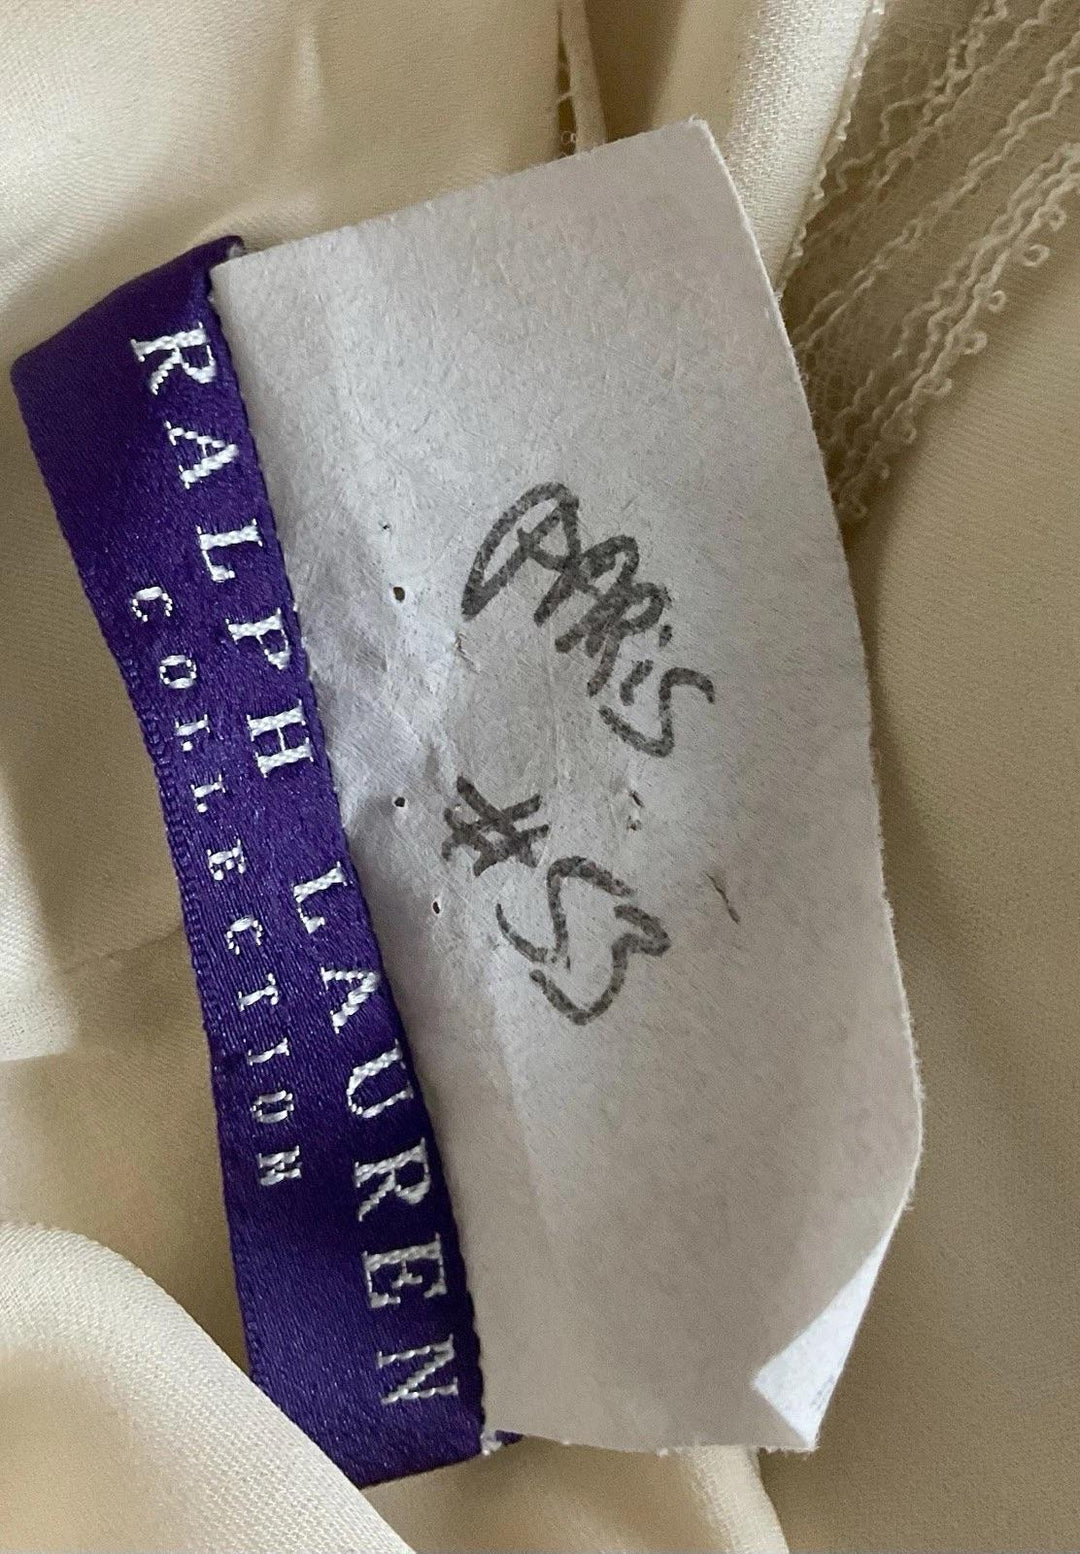 RALPH LAUREN
COLLECTION
PARiS
#53